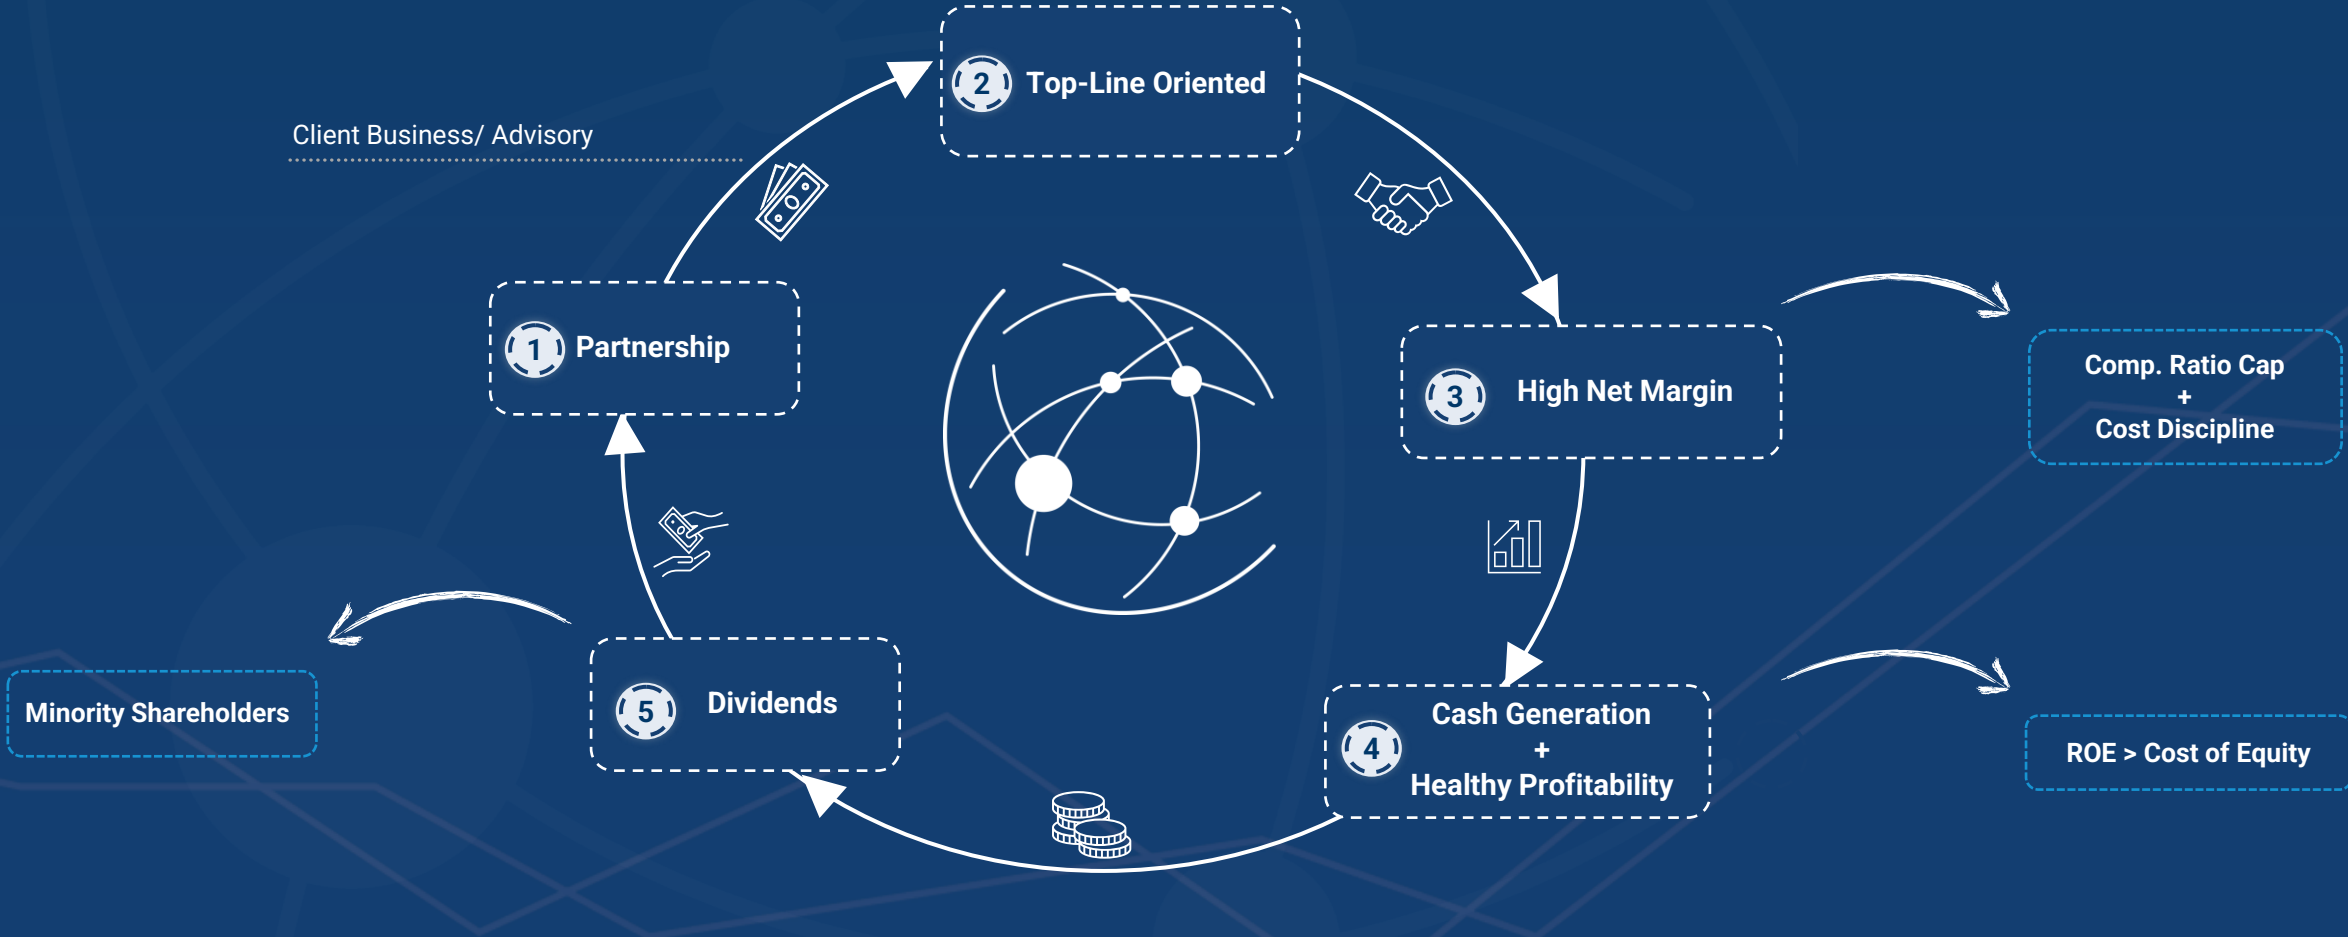 2
Top-Line Oriented
Client Business/ Advisory
1
Partnership
3
High Net Margin
Comp. Ratio Cap
+
Cost Discipline
4
Cash Generation
+
Healthy Profitability
ROE > Cost of Equity
5
Dividends
Minority Shareholders